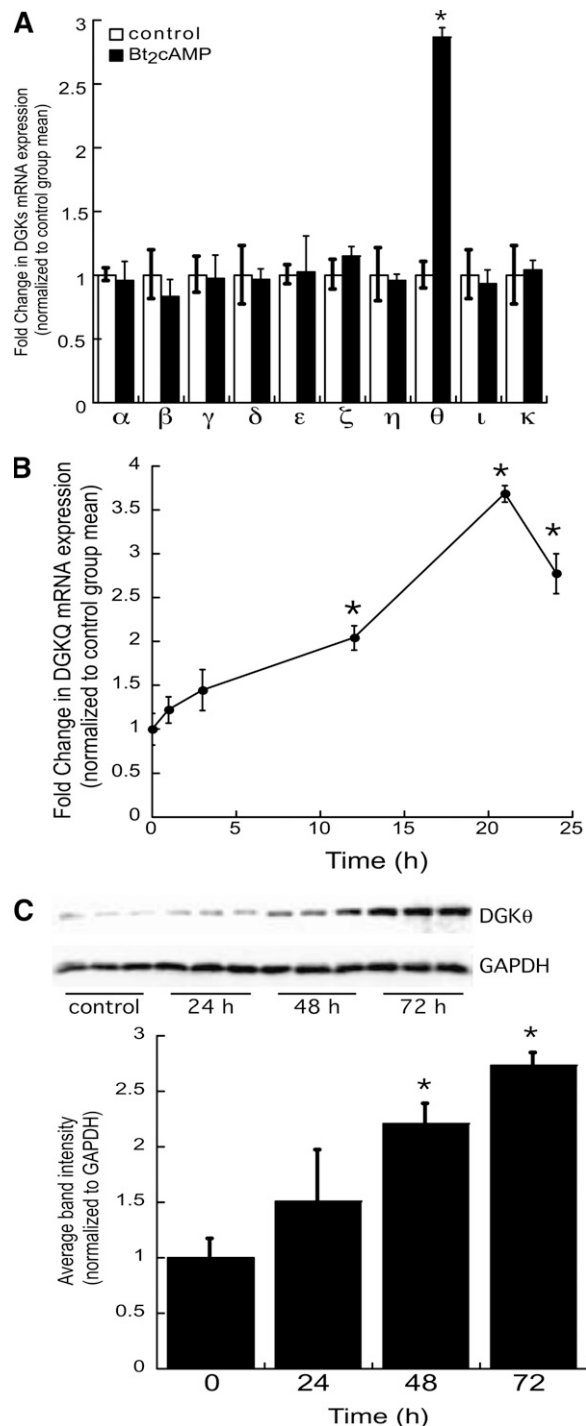 A
control
Bt2cAMP
*
Fold Change in DGKs mRNA expression
(normalized to control group mean)
3
2.5
2
1.5
1
0.5
0
α β γ δ ε ζ η θ ι κ
B
Fold Change in DGKQ mRNA expression
(normalized to control group mean)
4
3.5
3
2.5
2
1.5
1
0.5
0
* * *
0 5 10 15 20 25
Time (h)
C
DGKθ
GAPDH
control 24 h 48 h 72 h
Average band intensity
(normalized to GAPDH)
3
2.5
2
1.5
1
0.5
0
* *
0 24 48 72
Time (h)